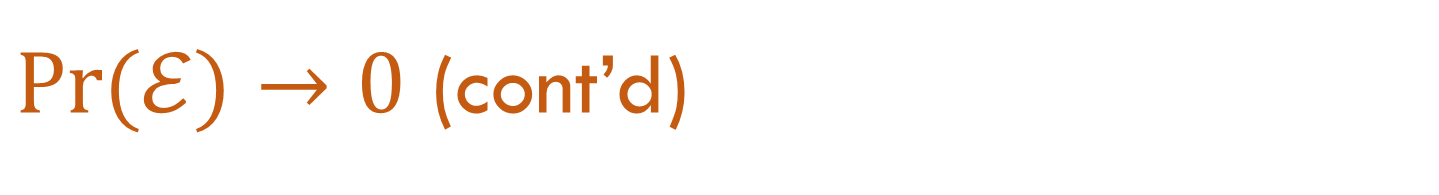 Pr(ℰ) → 0 (cont’d)